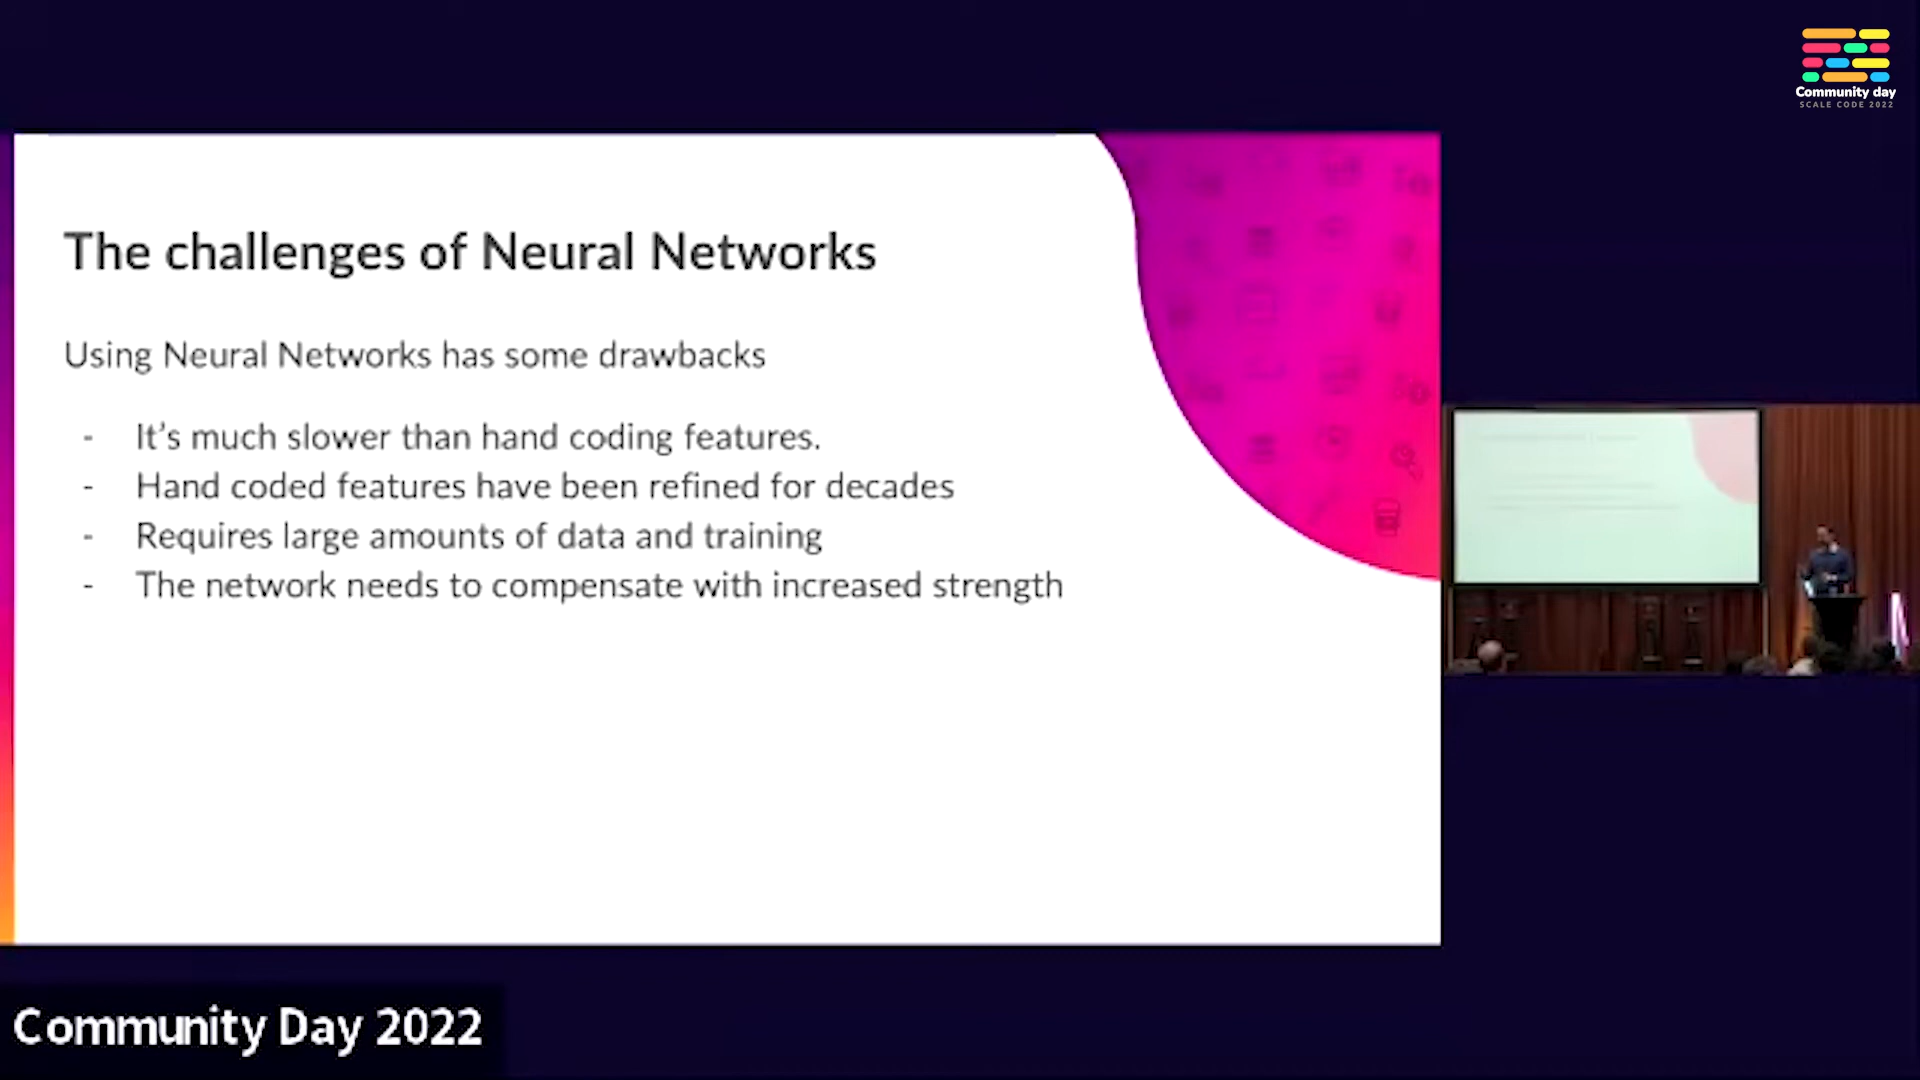 Community day
SCALE CODE 2022
The challenges of Neural Networks
Using Neural Networks has some drawbacks
- It's much slower than hand coding features.
- Hand coded features have been refined for decades
- Requires large amounts of data and training
- The network needs to compensate with increased strength
Community Day 2022